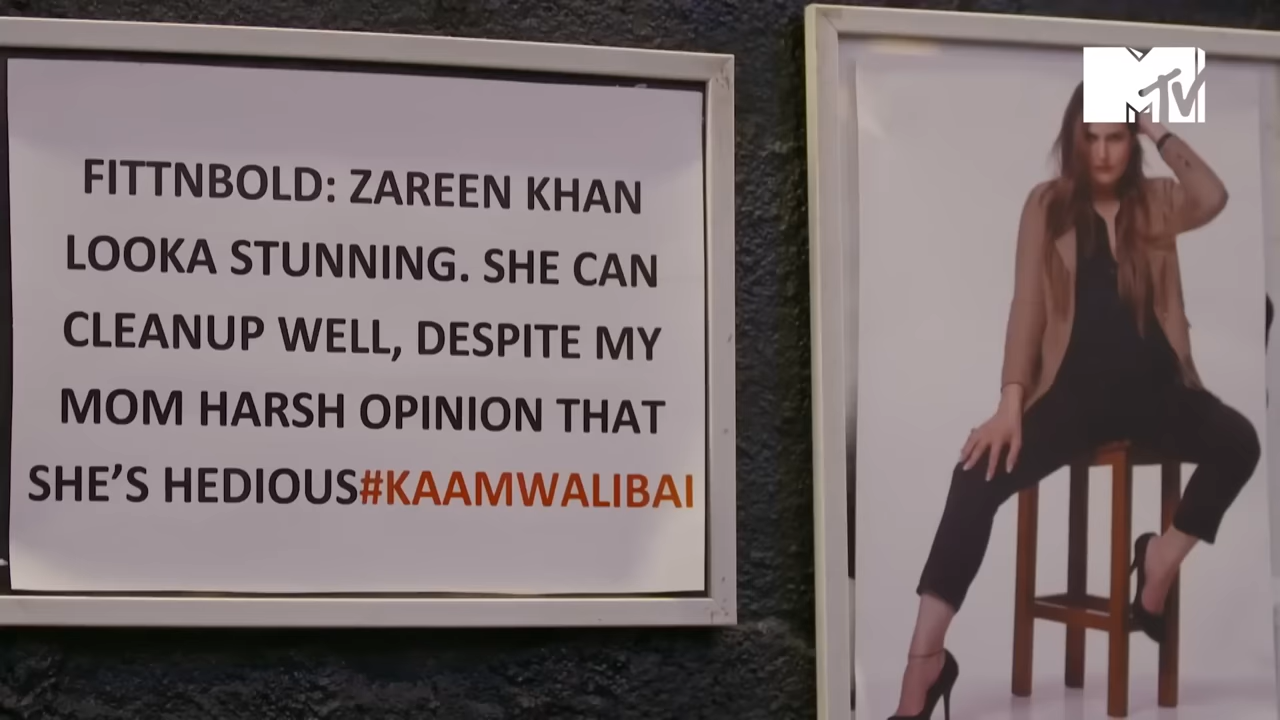 FITTNBOLD: ZAREEN KHAN
LOOKA STUNNING. SHE CAN
CLEANUP WELL, DESPITE MY
MOM HARSH OPINION THAT
SHE'S HEDIOUS#KAAMWALIBAI
MTV